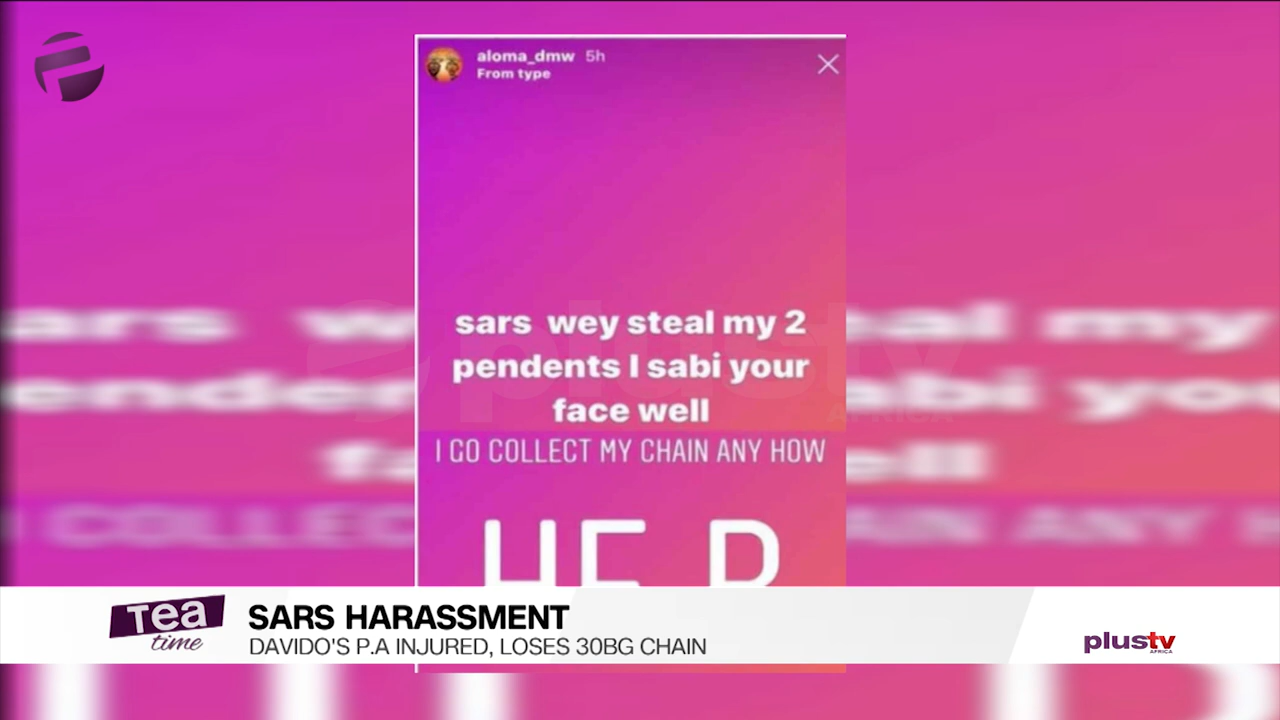 aloma_dmw 5h
From type
sars wey steal my 2
pendents I sabi your
face well
I GO COLLECT MY CHAIN ANY HOW
Tea
time
SARS HARASSMENT
DAVIDO'S P.A INJURED, LOSES 30BG CHAIN
plustv
AFRICA